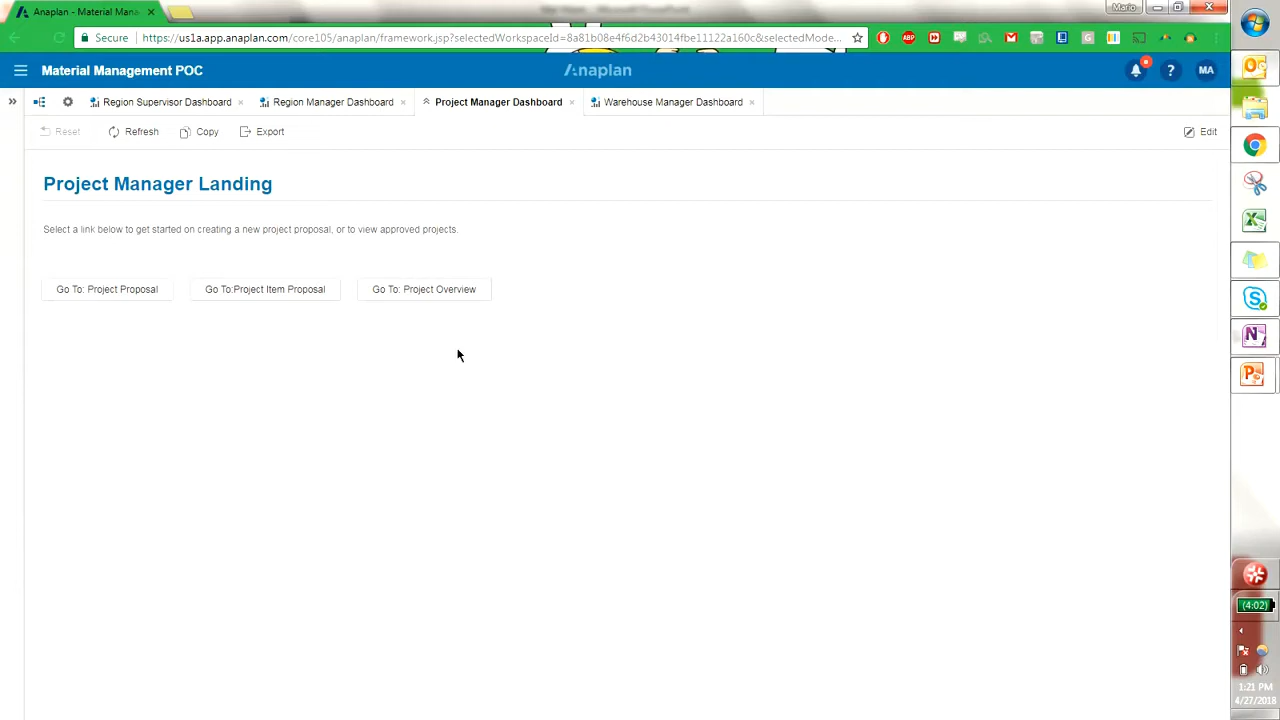 Anaplan - Material Mana
Mario
Secure
https://us1a.app.anaplan.com/core105/anaplan/framework.jsp?selectedWorkspaceId=8a81b08e4f6d2b43014fbe11122a160c&selectedMode...
Material Management POC
Anaplan
? MA
Region Supervisor Dashboard
Region Manager Dashboard
Project Manager Dashboard
Warehouse Manager Dashboard
Reset
Refresh
Copy
Export
Edit
Project Manager Landing
Select a link below to get started on creating a new project proposal, or to view approved projects.
Go To: Project Proposal
Go To:Project Item Proposal
Go To: Project Overview
(4:02)
1:21 PM
4/27/2018